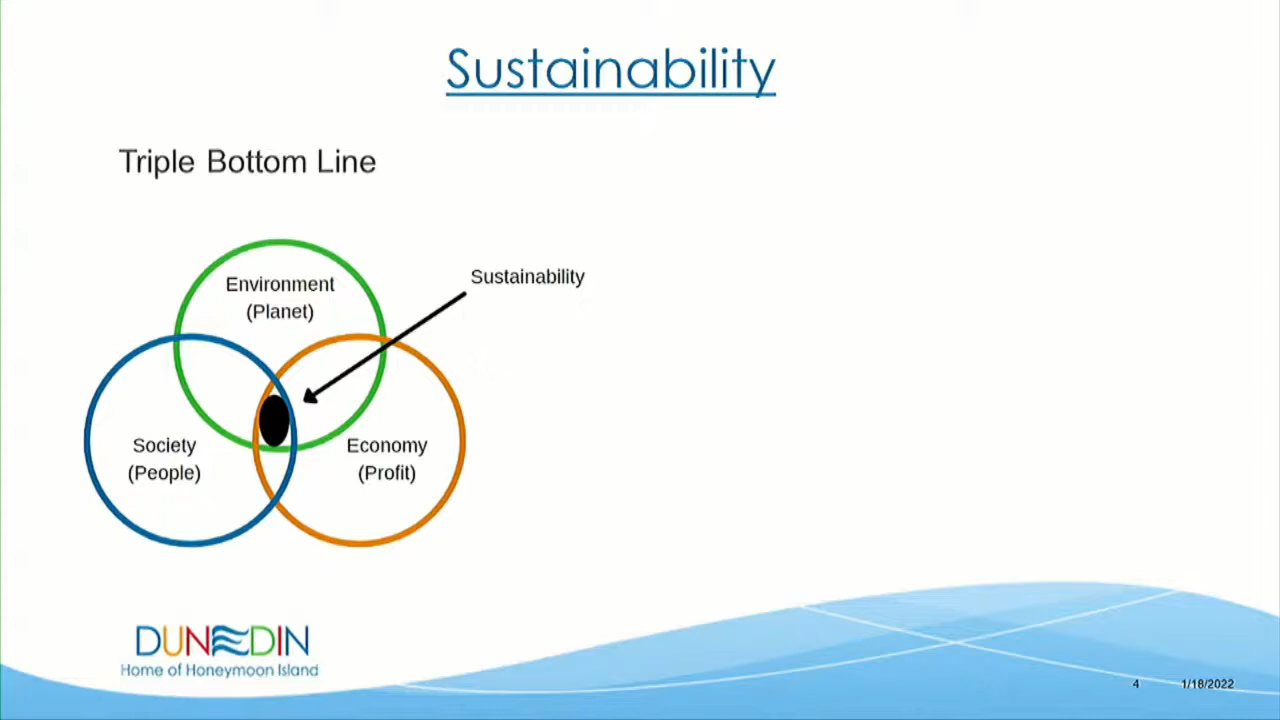 Sustainability
Triple Bottom Line
Environment
(Planet)
Sustainability
Society
(People)
Economy
(Profit)
DUNEDIN
Home of Honeymoon Island
4 1/18/2022